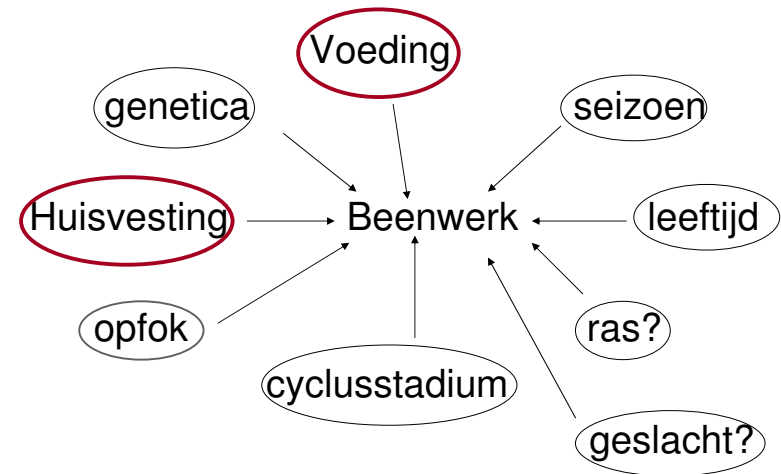 Voeding
genetica
seizoen
Huisvesting
Beenwerk
leeftijd
opfok
ras?
cyclusstadium
geslacht?